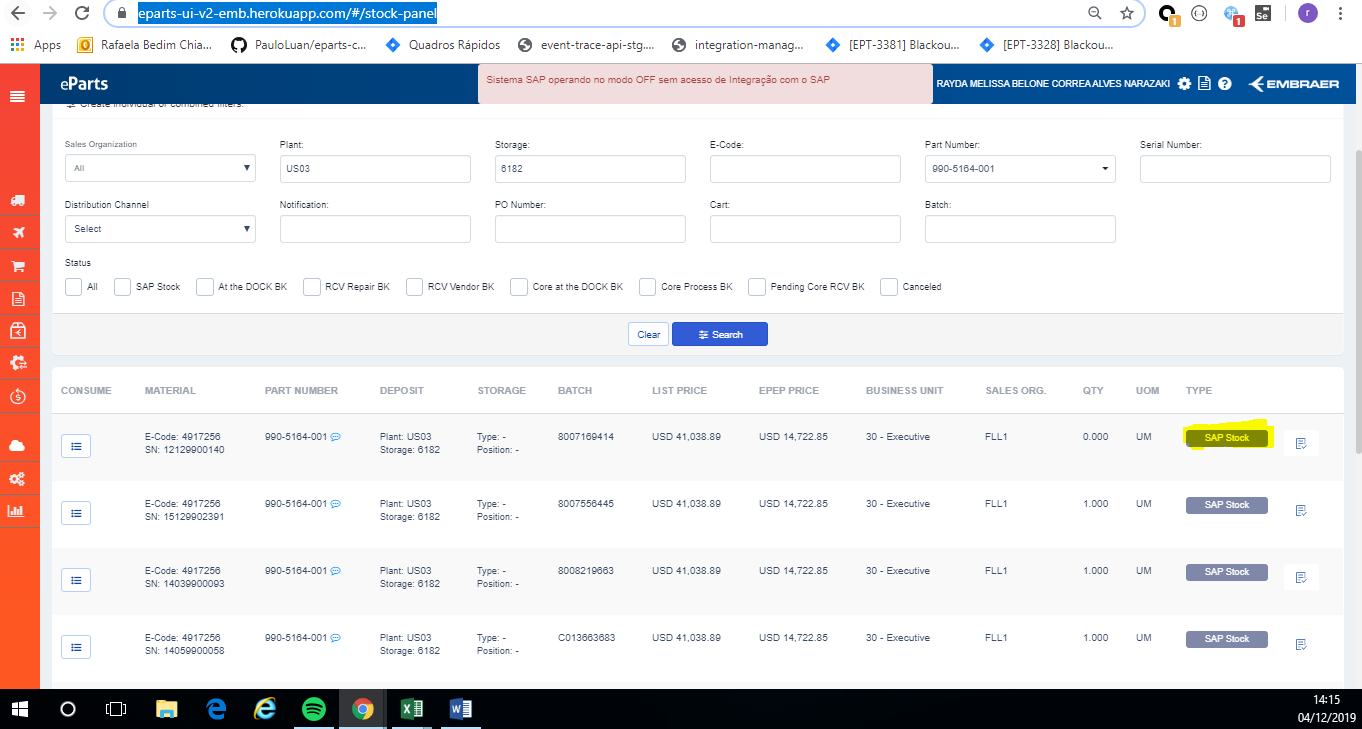 eparts-ui-v2-emb.herokuapp.com/#/stock-panel
1
1
Se
r
Apps
Rafaela Bedim Chia...
PauloLuan/eparts-c...
Quadros Rápidos
event-trace-api-stg....
integration-manag...
[EPT-3381] Blackou...
[EPT-3328] Blackou...
eParts
Sistema SAP operando no modo OFF sem acesso de Integração com o SAP
RAYDA MELISSA BELONE CORREA ALVES NARAZAKI
EMBRAER
Create individual or combined filters.
Sales Organization
Plant:
Storage:
E-Code:
Part Number:
Serial Number:
All
US03
6182
990-5164-001
Distribution Channel
Notification:
PO Number:
Cart:
Batch:
Select
Status
All
SAP Stock
At the DOCK BK
RCV Repair BK
RCV Vendor BK
Core at the DOCK BK
Core Process BK
Pending Core RCV BK
Canceled
Clear
Search
CONSUME MATERIAL PART NUMBER DEPOSIT STORAGE BATCH LIST PRICE EPEP PRICE BUSINESS UNIT SALES ORG. QTY UOM TYPE
E-Code: 4917256 990-5164-001 Plant: US03 Type: - 8007169414 USD 41,038.89 USD 14,722.85 30 - Executive FLL1 0.000 UM SAP Stock
SN: 12129900140 Storage: 6182 Position: -
E-Code: 4917256 990-5164-001 Plant: US03 Type: - 8007556445 USD 41,038.89 USD 14,722.85 30 - Executive FLL1 1.000 UM SAP Stock
SN: 15129902391 Storage: 6182 Position: -
E-Code: 4917256 990-5164-001 Plant: US03 Type: - 8008219663 USD 41,038.89 USD 14,722.85 30 - Executive FLL1 1.000 UM SAP Stock
SN: 14039900093 Storage: 6182 Position: -
E-Code: 4917256 990-5164-001 Plant: US03 Type: - C013663683 USD 41,038.89 USD 14,722.85 30 - Executive FLL1 1.000 UM SAP Stock
SN: 14059900058 Storage: 6182 Position: -
14:15
04/12/2019